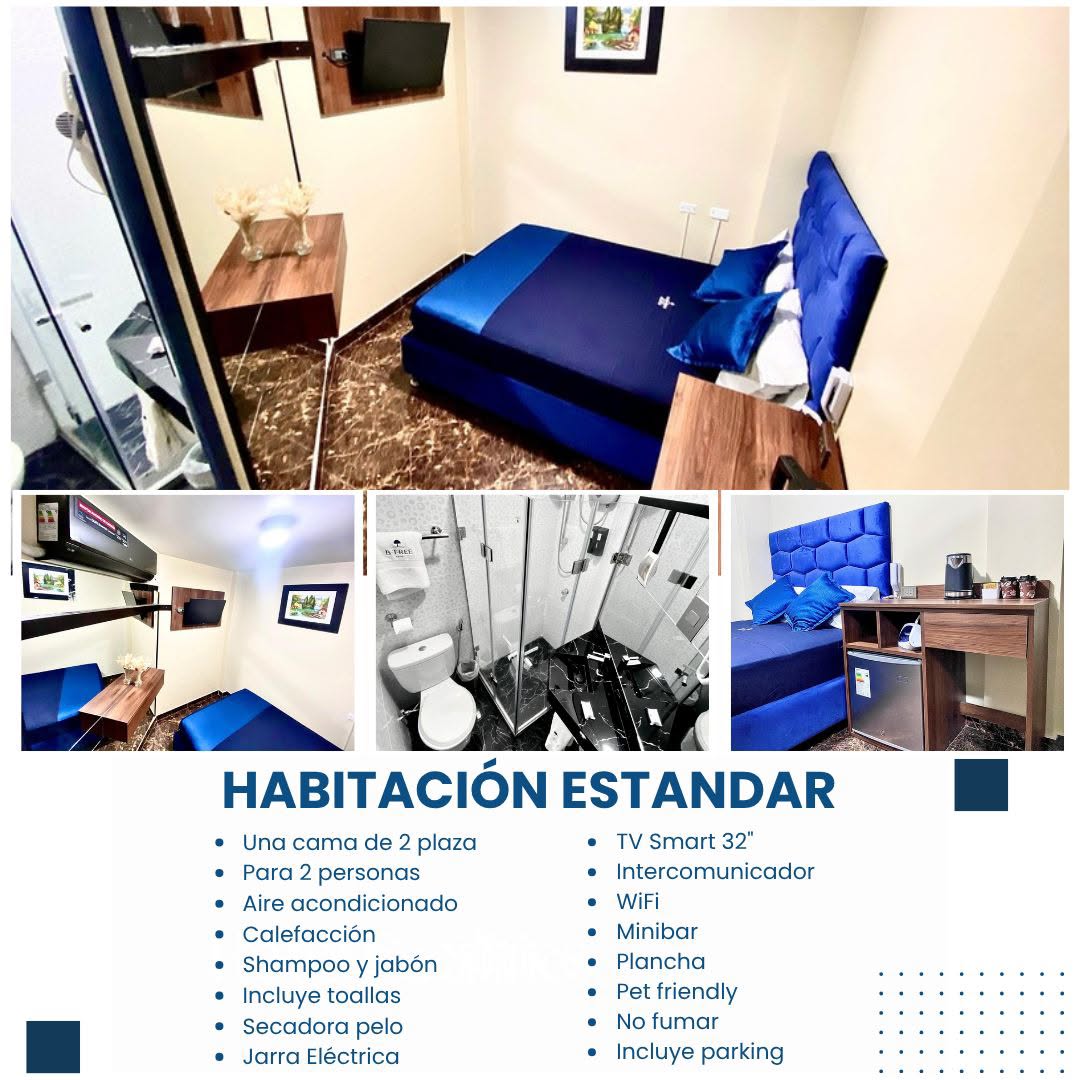 B FREE
HABITACIÓN ESTANDAR
Una cama de 2 plaza
Para 2 personas
Aire acondicionado
Calefacción
Shampoo y jabón
Incluye toallas
Secadora pelo
Jarra Eléctrica
TV Smart 32"
Intercomunicador
WiFi
Minibar
Plancha
Pet friendly
No fumar
Incluye parking